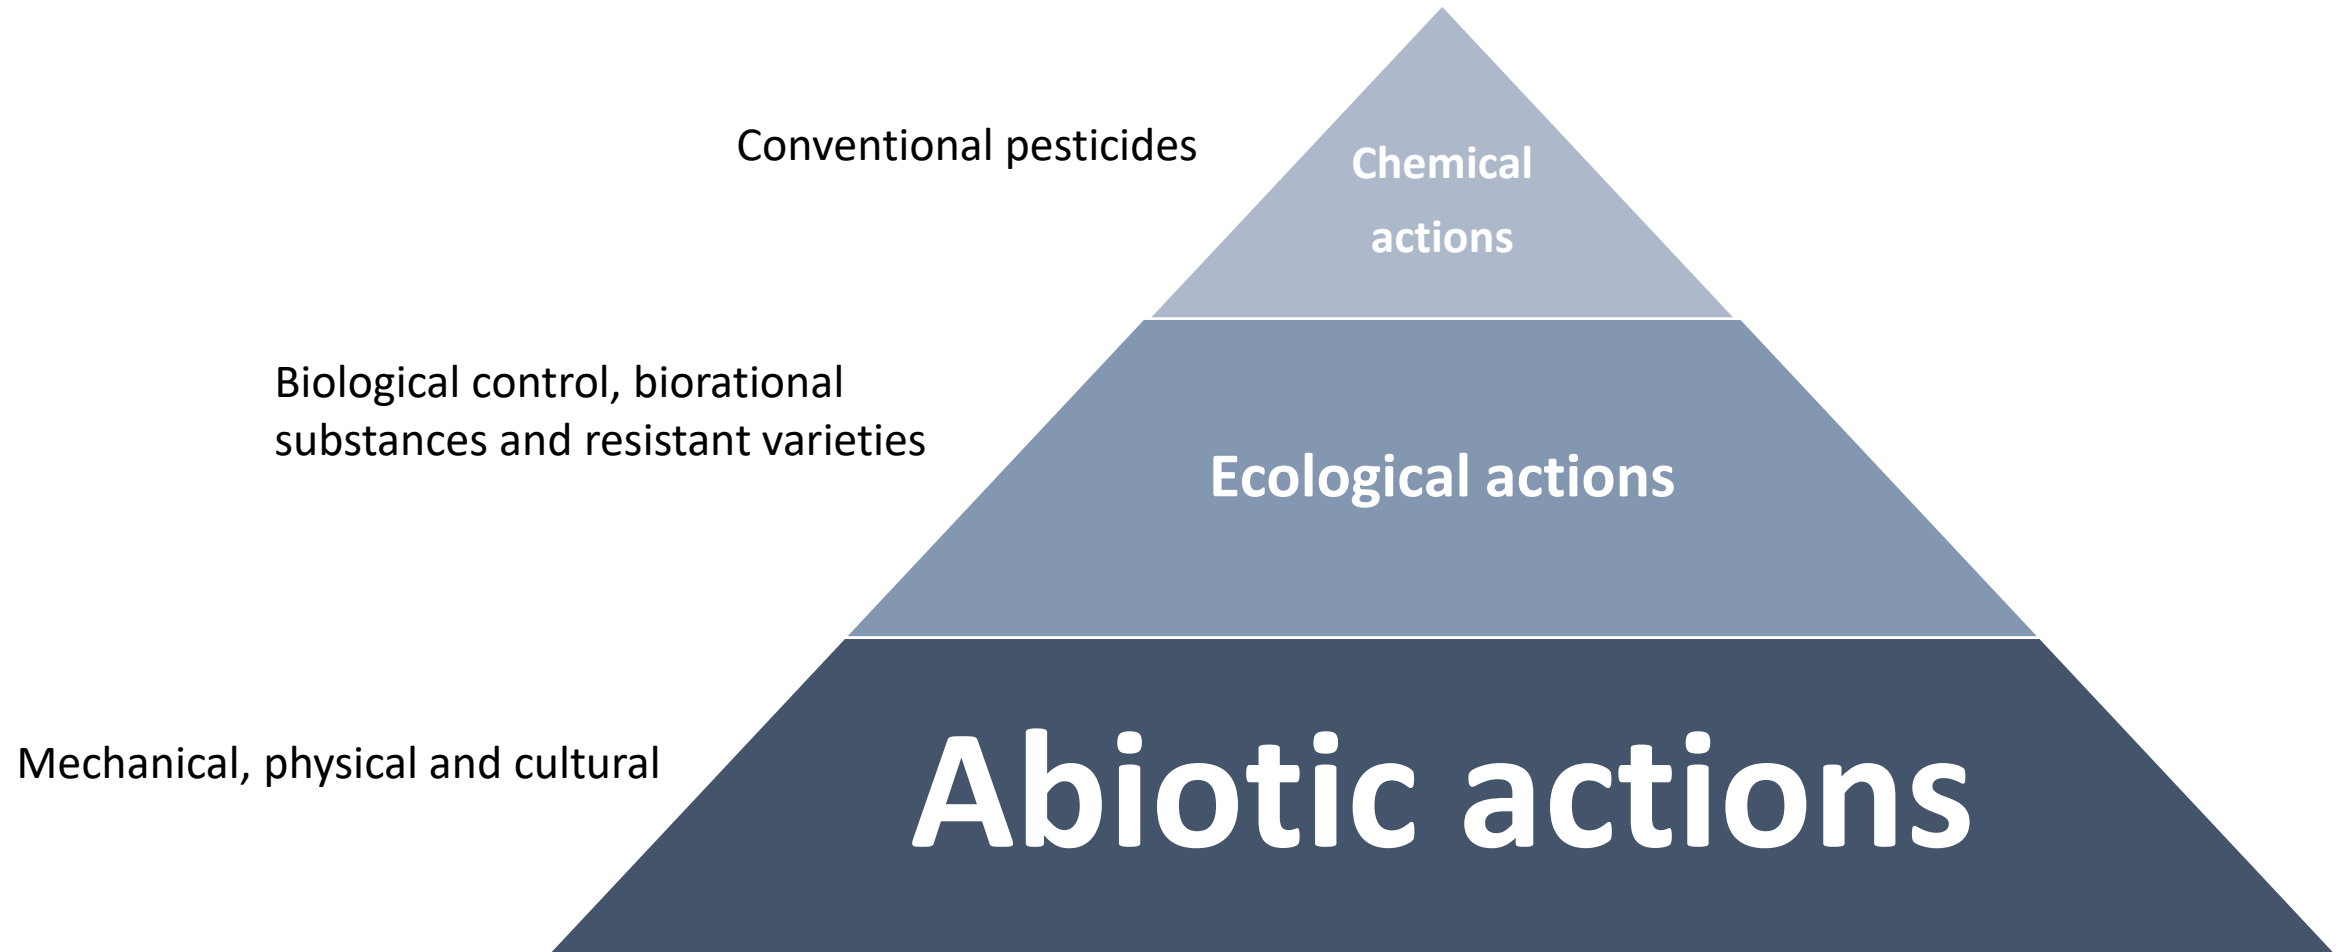 Conventional pesticides
Chemical
actions
Biological control, biorational
substances and resistant varieties
Ecological actions
Mechanical, physical and cultural
Abiotic actions